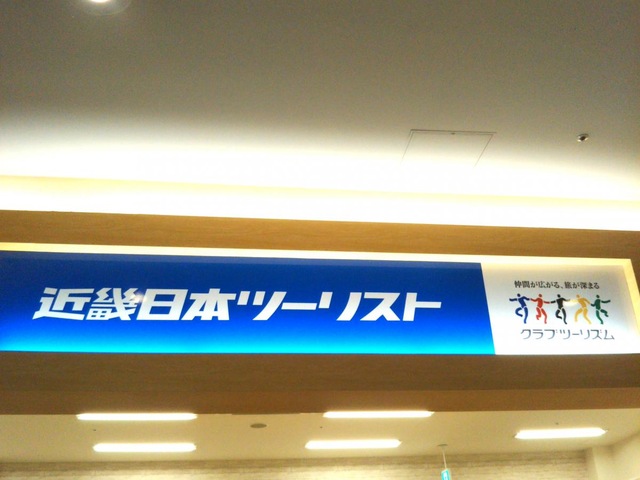 近畿日本ツーリスト
仲間が広がる、旅が深まる
クラブツーリズム